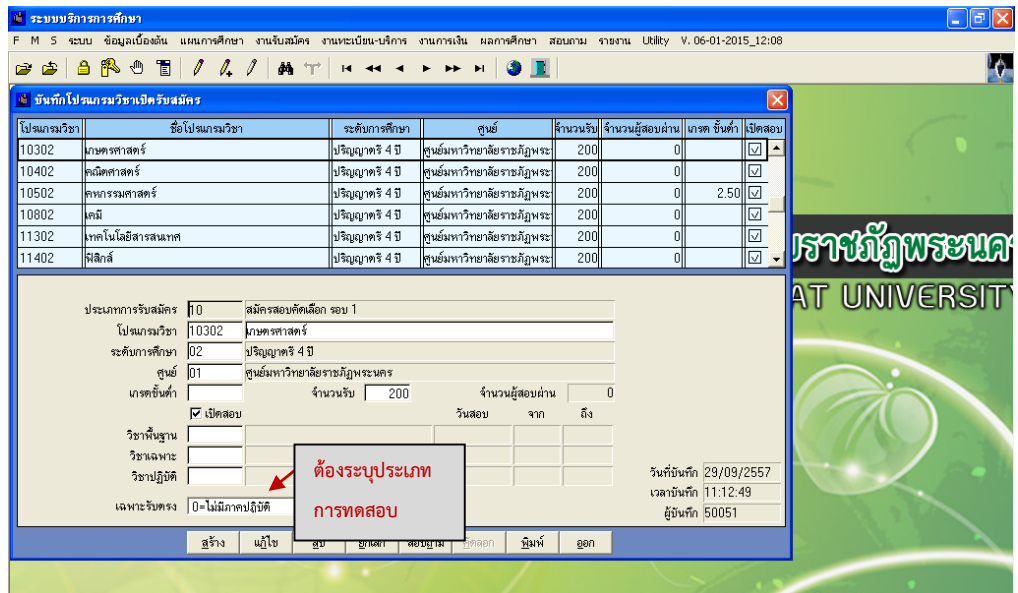 ระบบบริการการศึกษา
F M S ระบบ ข้อมูลเบื้องต้น แผนการศึกษา งานรับสมัคร งานทะเบียน-บริการ งานการเงิน ผลการศึกษา สอบถาม รายงาน Utility V. 06-01-2015_12:08
บันทึกโปรแกรมวิชาเปิดรับสมัคร
โปรแกรมวิชา ชื่อโปรแกรมวิชา ระดับการศึกษา ศูนย์ จำนวนรับ จำนวนผู้สอบผ่าน เกรด ขั้นต่ำ เปิดสอบ
10302 เกษตรศาสตร์ ปริญญาตรี 4 ปี ศูนย์มหาวิทยาลัยราชภัฏพระ 200 0
10402 คณิตศาสตร์ ปริญญาตรี 4 ปี ศูนย์มหาวิทยาลัยราชภัฏพระ 200 0
10502 คหกรรมศาสตร์ ปริญญาตรี 4 ปี ศูนย์มหาวิทยาลัยราชภัฏพระ 200 0 2.50
10802 เคมี ปริญญาตรี 4 ปี ศูนย์มหาวิทยาลัยราชภัฏพระ 200 0
11302 เทคโนโลยีสารสนเทศ ปริญญาตรี 4 ปี ศูนย์มหาวิทยาลัยราชภัฏพระ 200 0
11402 ฟิสิกส์ ปริญญาตรี 4 ปี ศูนย์มหาวิทยาลัยราชภัฏพระ 200 0
ราชภัฏพระนค
AT UNIVERSIT
ประเภทการรับสมัคร 10 สมัครสอบคัดเลือก รอบ 1
โปรแกรมวิชา 10302 เกษตรศาสตร์
ระดับการศึกษา 02 ปริญญาตรี 4 ปี
ศูนย์ 01 ศูนย์มหาวิทยาลัยราชภัฏพระนคร
เกรดขั้นต่ำ จำนวนรับ 200 จำนวนผู้สอบผ่าน 0
เปิดสอบ วันสอบ จาก ถึง
วิชาพื้นฐาน
วิชาเฉพาะ
วิชาปฏิบัติ
เฉพาะรับตรง 0=ไม่มีภาคปฏิบัติ
ต้องระบุประเภท
การทดสอบ
วันที่บันทึก 29/09/2557
เวลาบันทึก 11:12:49
ผู้บันทึก 50051
สร้าง แก้ไข ลบ ยกเลิก สอบถาม คัดลอก พิมพ์ ออก